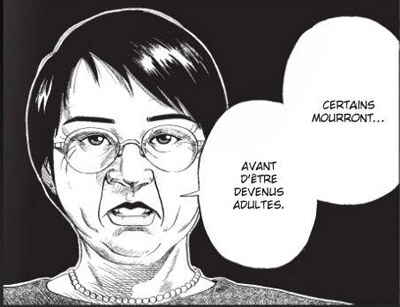 CERTAINS
MOURRONT...
AVANT
D'ÊTRE
DEVENUS
ADULTES.